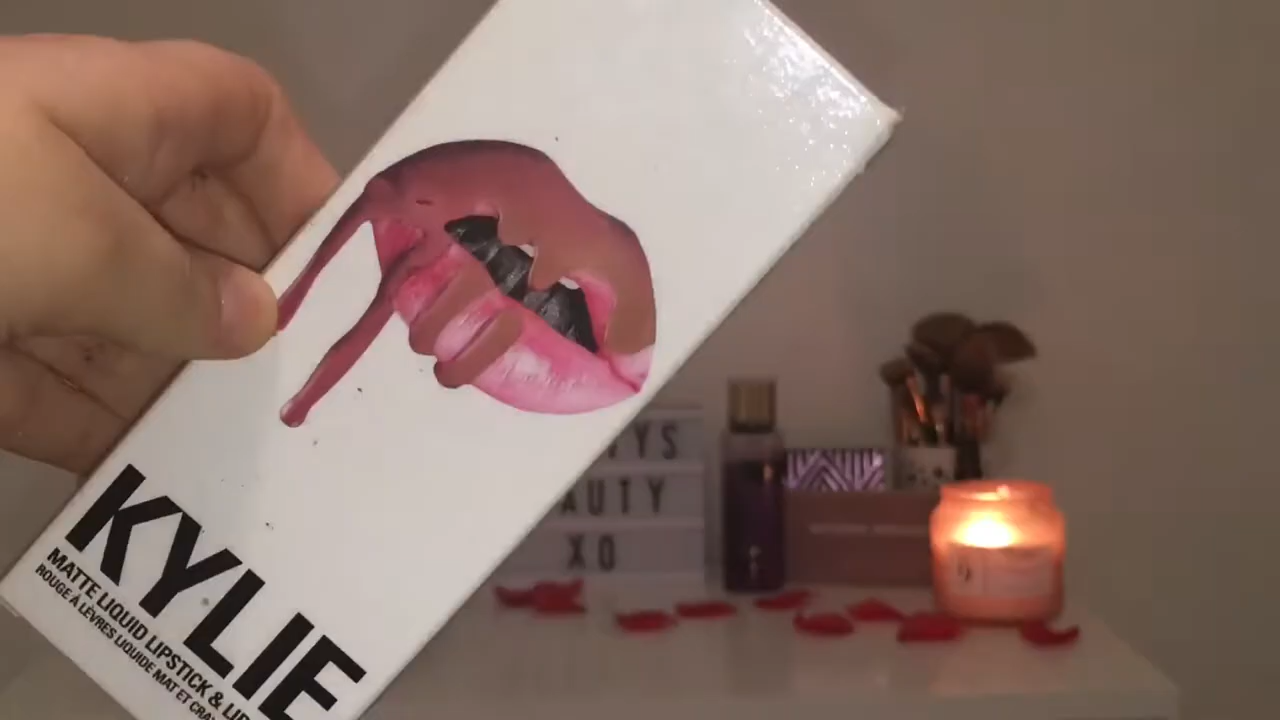 KYLIE
MATTE LIQUID LIPSTICK &
ROUGE À LÈVRES LIQUIDE MAT ET
AUTY
XO